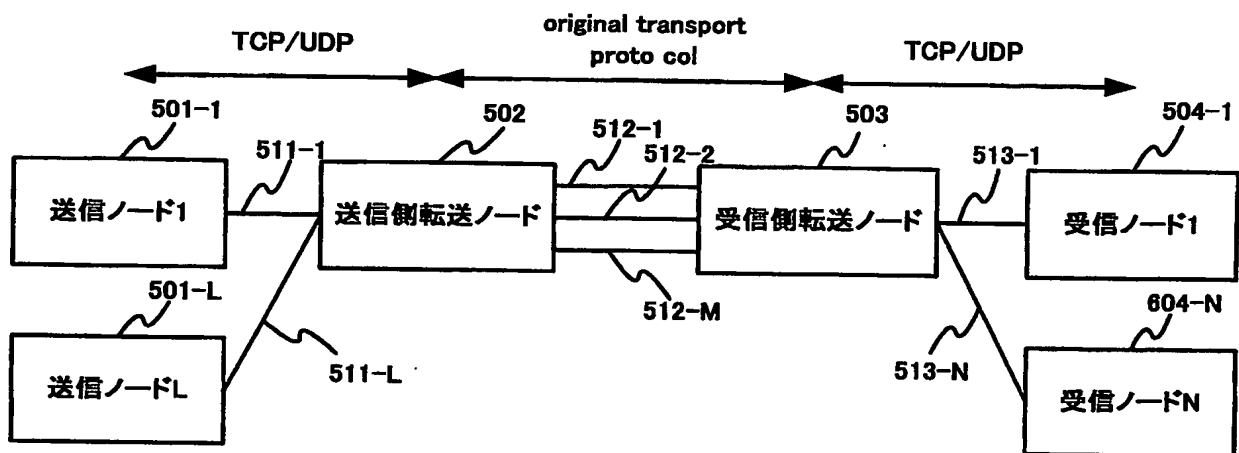 TCP/UDP
original transport
proto col
TCP/UDP
501-1
511-1
502
512-1
512-2
503
513-1
504-1
送信ノード1
送信側転送ノード
受信側転送ノード
受信ノード1
501-L
511-L
512-M
513-N
604-N
送信ノードL
受信ノードN